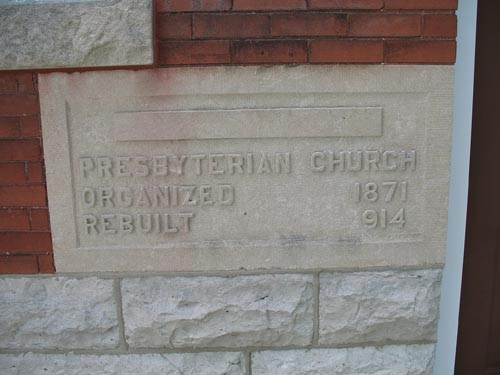 PRESBYTERIAN CHURCH
ORGANIZED 1871
REBUILT 914